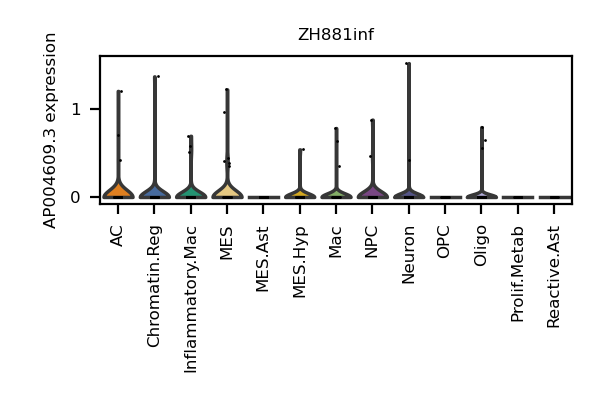 ZH881inf
AP004609.3 expression
1
0
AC
Chromatin.Reg
Inflammatory.Mac
MES
MES.Ast
MES.Hyp
Mac
NPC
Neuron
OPC
Oligo
Prolif.Metab
Reactive.Ast